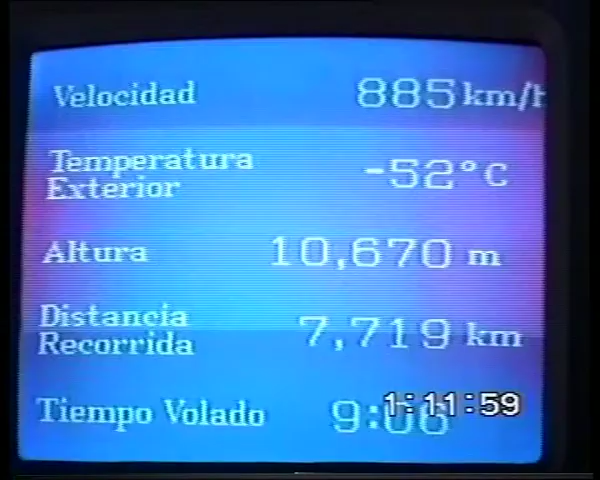 Velocidad 885 km/h
Temperatura
Exterior -52°C
Altura 10,670 m
Distancia
Recorrida 7,719 km
Tiempo Volado 9:06
1:11:59